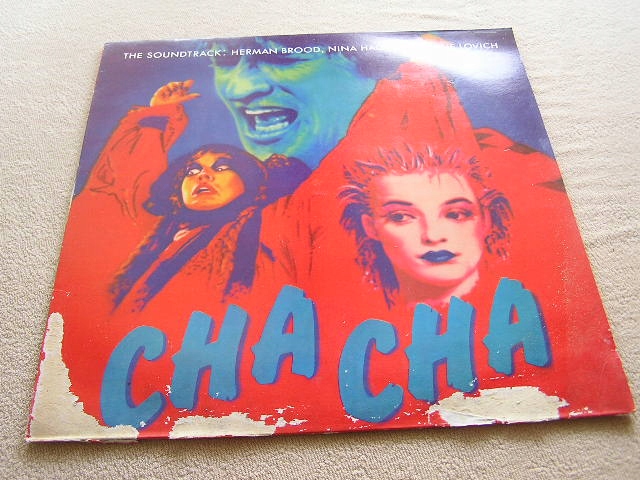 THE SOUNDTRACK: HERMAN BROOD, NINA LOVICH
CHA CHA